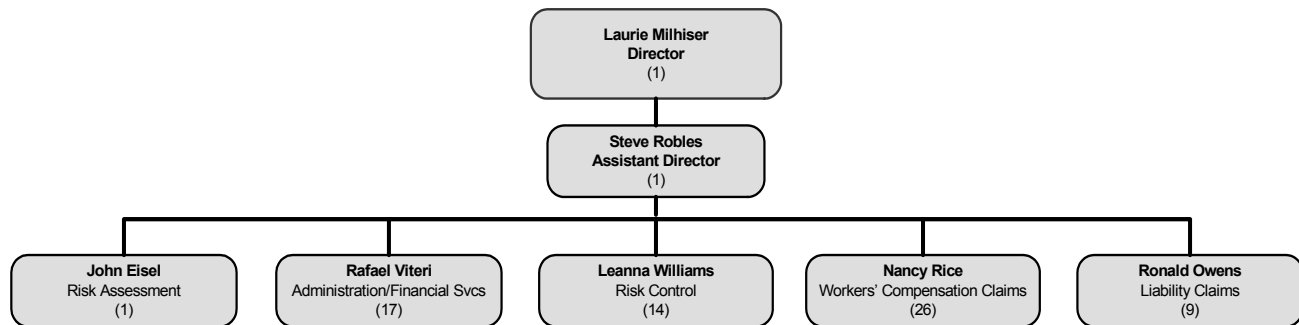 Laurie Milhiser
Director
(1)
Steve Robles
Assistant Director
(1)
John Eisel
Risk Assessment
(1)
Rafael Viteri
Administration/Financial Svcs
(17)
Leanna Williams
Risk Control
(14)
Nancy Rice
Workers’ Compensation Claims
(26)
Ronald Owens
Liability Claims
(9)